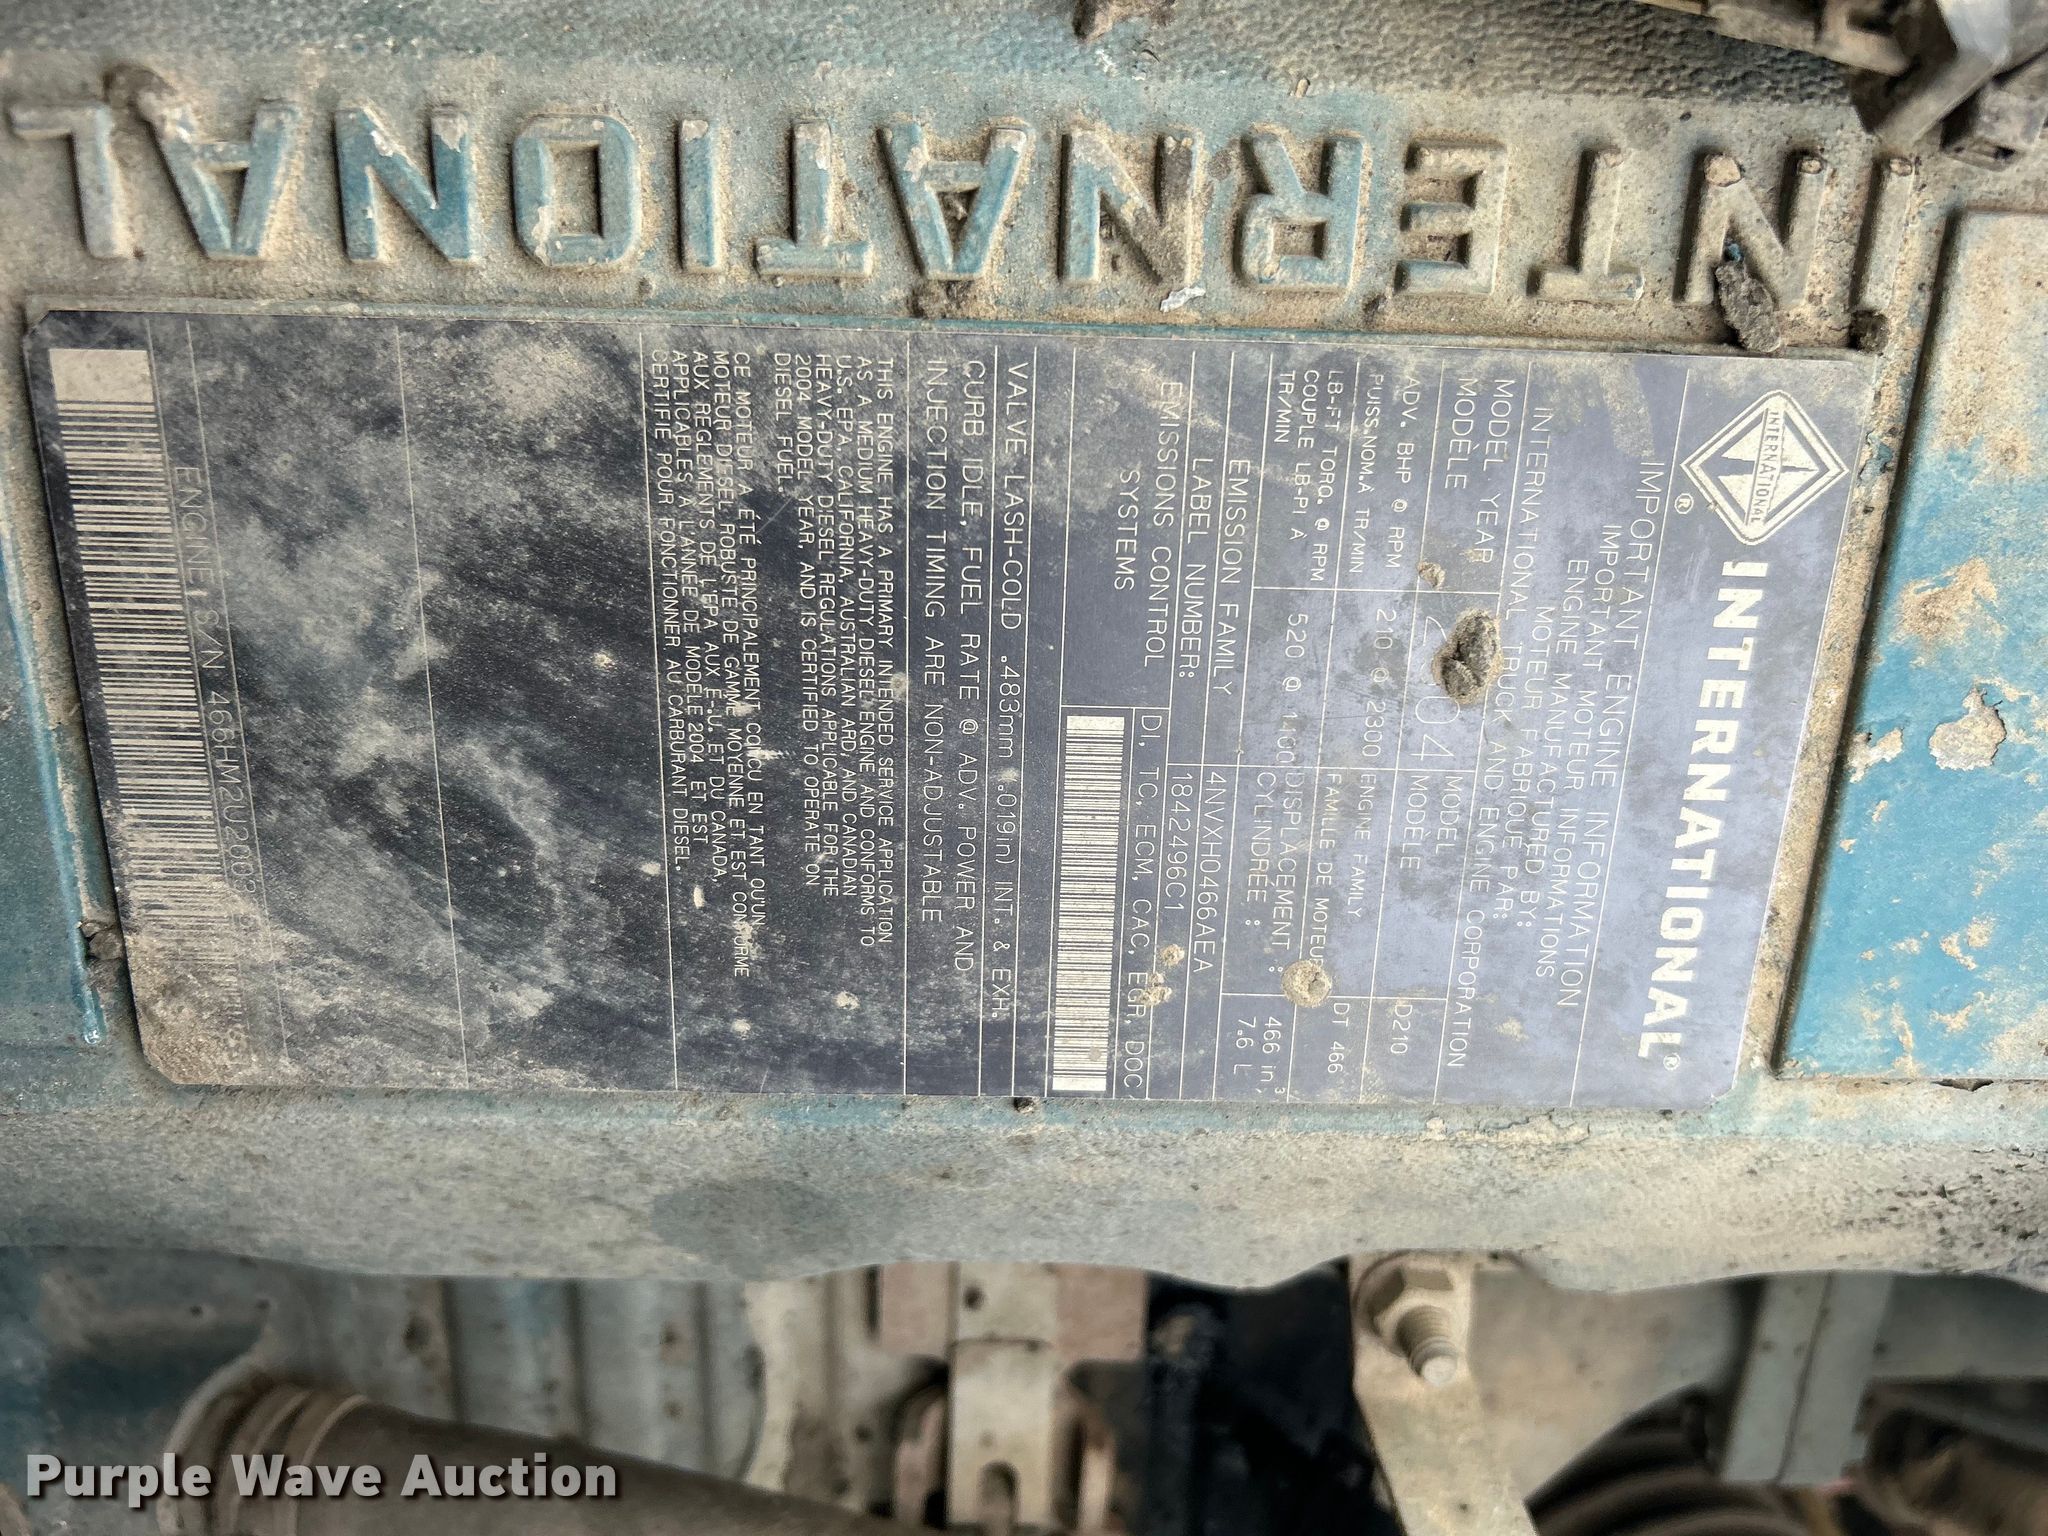 INTERNATIONAL
INTERNATIONAL
INTERNATIONAL®
®
IMPORTANT ENGINE INFORMATION
IMPORTANT MOTEUR INFORMATIONS
ENGINE MANUFACTURED BY:
MOTEUR FABRIQUE PAR:
INTERNATIONAL TRUCK AND ENGINE CORPORATION
MODEL YEAR
MODÈLE
MODEL
MODÈLE
D210
ADV. BHP @ RPM
PUISS.NOM.A TR/MIN
210 @ 2300
ENGINE FAMILY
FAMILLE DE MOTEUR
DT 466
LB-FT TORQ. @ RPM
COUPLE LB-PI A
TR/MIN
520 @ 1100
DISPLACEMENT :
CYLINDRÉE :
466 in³,
7.6 L
EMISSION FAMILY
4NVXH0466AEA
LABEL NUMBER:
1842496C1
EMISSIONS CONTROL
SYSTEMS
DI, TC, ECM, CAC, EGR, DOC
VALVE LASH-COLD .483mm (.019in) INT. & EXH.
CURB IDLE, FUEL RATE @ ADV. POWER AND
INJECTION TIMING ARE NON-ADJUSTABLE
THIS ENGINE HAS A PRIMARY INTENDED SERVICE APPLICATION
AS A MEDIUM HEAVY-DUTY DIESEL ENGINE AND CONFORMS TO
U.S. EPA, CALIFORNIA, AUSTRALIAN ARD, AND CANADIAN
HEAVY-DUTY DIESEL REGULATIONS APPLICABLE FOR THE
2004 MODEL YEAR, AND IS CERTIFIED TO OPERATE ON
DIESEL FUEL
CE MOTEUR A ÉTÉ PRINCIPALEMENT CONCU EN TANT QU'UN
MOTEUR DIESEL ROBUSTE DE GAMME MOYENNE ET EST CONFORME
AUX RÉGLEMENTS DE L'EPA AUX É-.U. ET DU CANADA,
APPLICABLES À L'ANNÉE DE MODÈLE 2004 ET EST
CERTIFIÉ POUR FONCTIONNER AU CARBURANT DIESEL.
ENGINE S/N 466HM2U2009
Purple Wave Auction